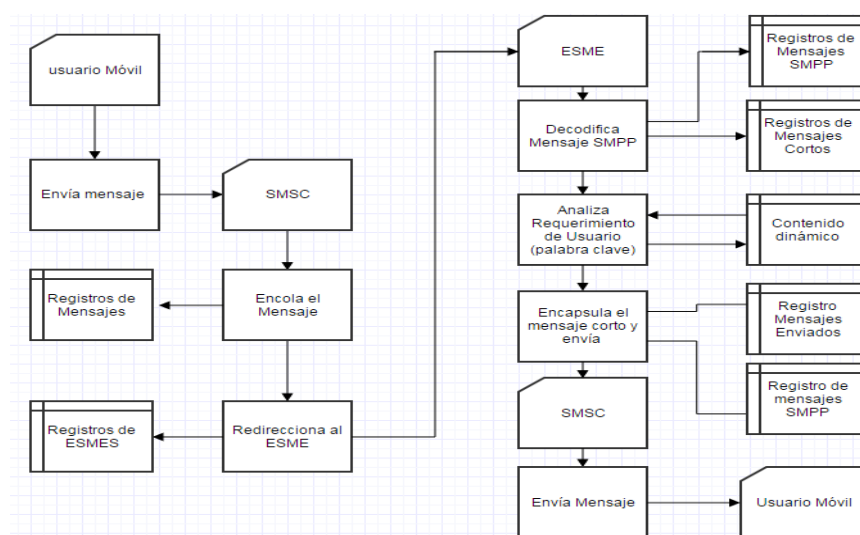 usuario Móvil
Envía mensaje
SMSC
Registros de
Mensajes
Encola el
Mensaje
Registros de
ESMES
Redirecciona al
ESME
ESME
Registros de
Mensajes
SMPP
Decodifica
Mensaje SMPP
Registros de
Mensajes
Cortos
Analiza
Requerimiento
de Usuario
(palabra clave)
Contenido
dinámico
Encapsula el
mensaje corto y
envía
Registro
Mensajes
Enviados
Registro de
mensajes
SMPP
SMSC
Envía Mensaje
Usuario Móvil